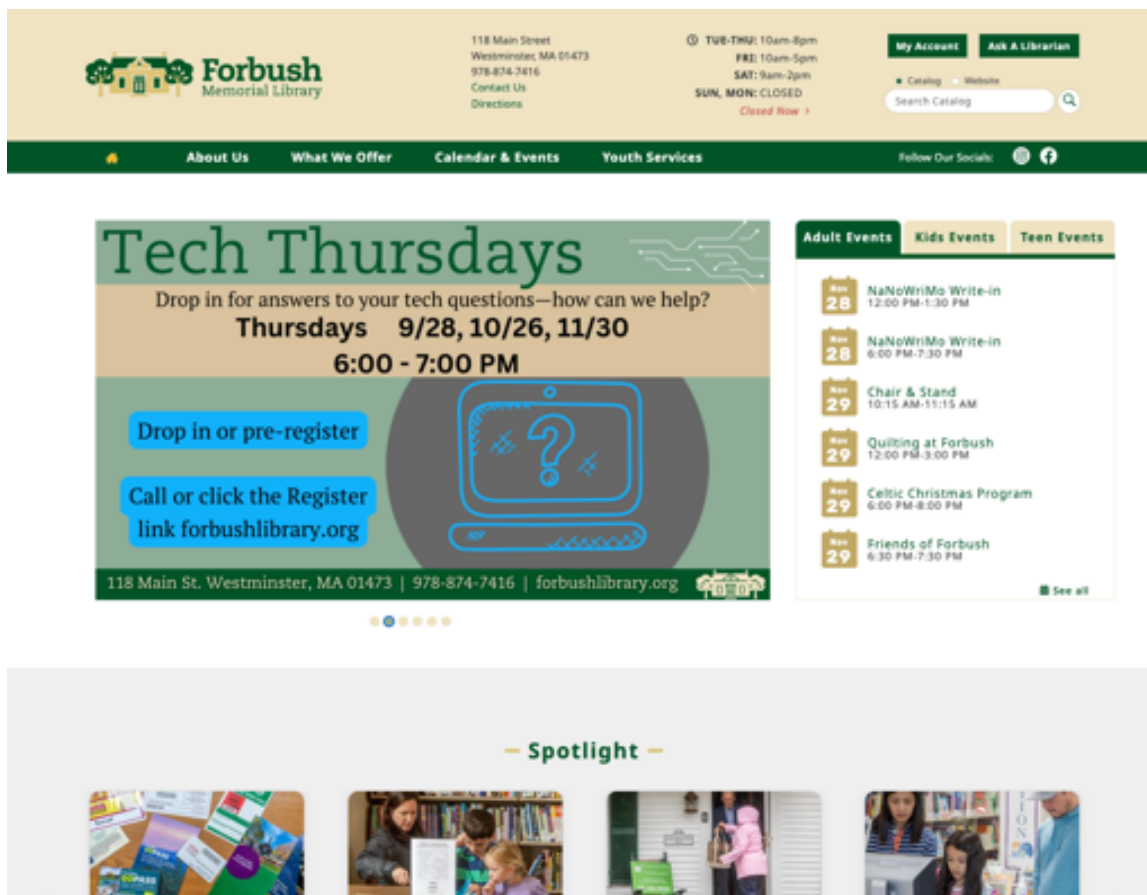 Forbush
Memorial Library
118 Main Street
Westminster, MA 01473
978-874-7416
Contact Us
Directions
TUE-THU: 10am-8pm
FRI: 10am-5pm
SAT: 9am-2pm
SUN, MON: CLOSED
Closed Now >
My Account
Ask A Librarian
Catalog Website
Search Catalog
About Us What We Offer Calendar & Events Youth Services Follow Our Socials:
Tech Thursdays
Drop in for answers to your tech questions—how can we help?
Thursdays 9/28, 10/26, 11/30
6:00 - 7:00 PM
Drop in or pre-register
Call or click the Register
link forbushlibrary.org
?
118 Main St. Westminster, MA 01473 | 978-874-7416 | forbushlibrary.org
Adult Events Kids Events Teen Events
Nov
28
NaNoWriMo Write-in
12:00 PM-1:30 PM
Nov
28
NaNoWriMo Write-in
6:00 PM-7:30 PM
Nov
29
Chair & Stand
10:15 AM-11:15 AM
Nov
29
Quilting at Forbush
12:00 PM-3:00 PM
Nov
29
Celtic Christmas Program
6:00 PM-8:00 PM
Nov
29
Friends of Forbush
6:30 PM-7:30 PM
See all
Spotlight
GOPASS